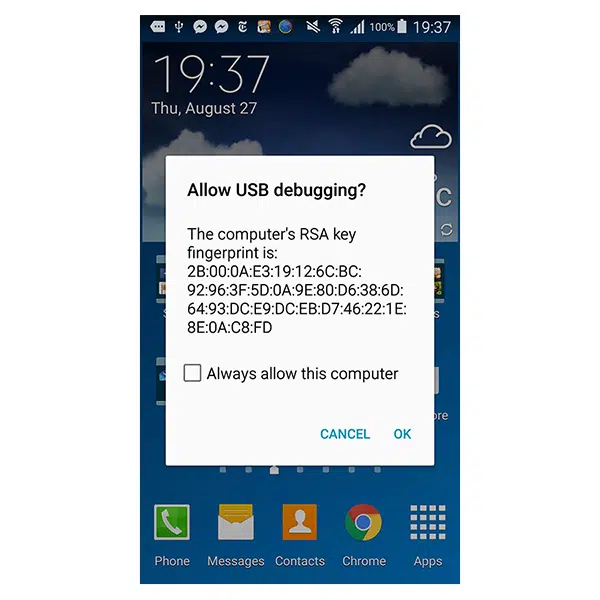 100% 19:37
19:37
Thu, August 27
C
Allow USB debugging?
The computer's RSA key
fingerprint is:
2B:00:0A:E3:19:12:6C:BC:
92:96:3F:5D:0A:9E:80:D6:38:6D:
64:93:DC:E9:DC:EB:D7:46:22:1E:
8E:0A:C8:FD
Always allow this computer
CANCEL OK
Phone Messages Contacts Chrome Apps